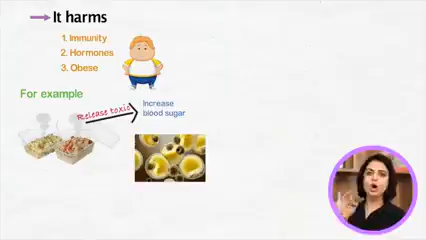 It harms
1. Immunity
2. Hormones
3. Obese
For example
Release toxic
Increase
blood sugar